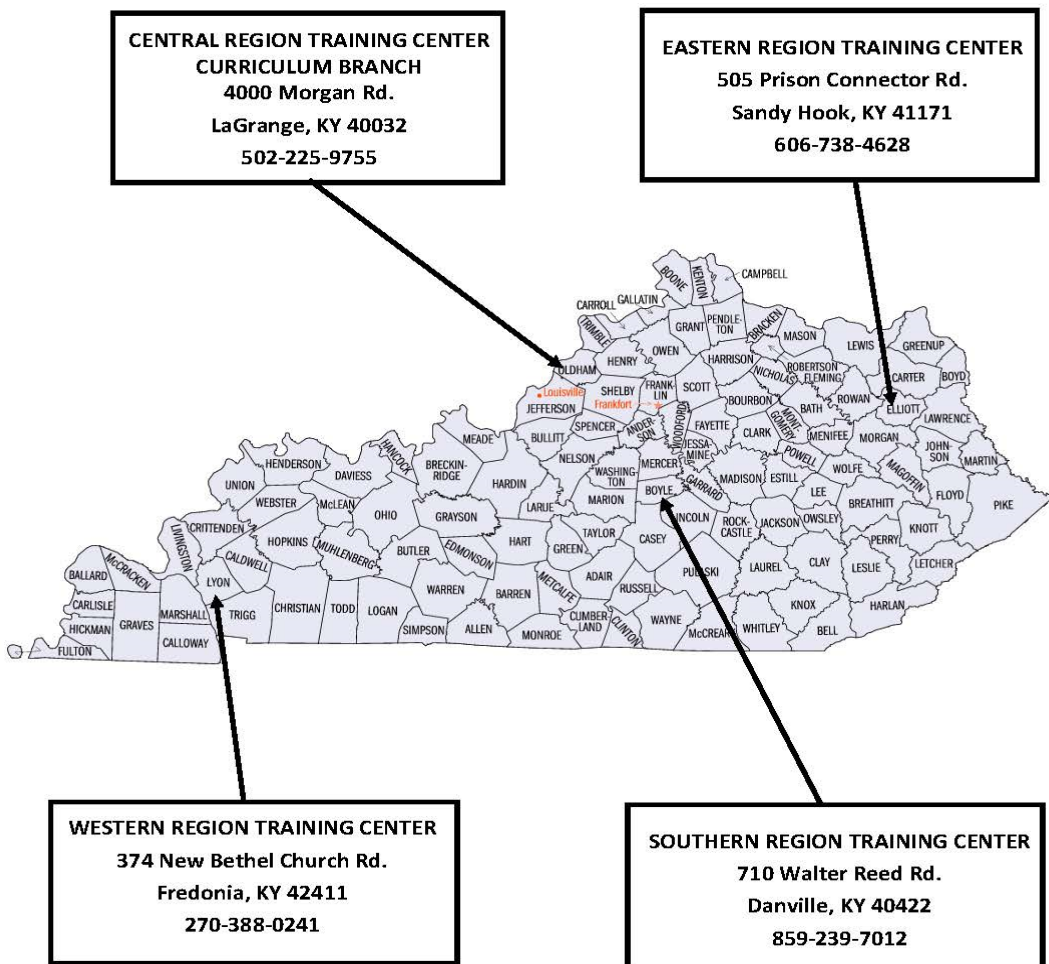 CENTRAL REGION TRAINING CENTER
CURRICULUM BRANCH
4000 Morgan Rd.
LaGrange, KY 40032
502-225-9755
EASTERN REGION TRAINING CENTER
505 Prison Connector Rd.
Sandy Hook, KY 41171
606-738-4628
BOONE
KENTON
CAMPBELL
CARROLL
GALLATIN
TRIMBLE
GRANT
PENDLE-
TON
BRACKEN
MASON
LEWIS
GREENUP
OLDHAM
HENRY
OWEN
HARRISON
ROBERTSON
FLEMING
NICHOLAS
CARTER
BOYD
Louisville
JEFFERSON
SHELBY
FRANK-
LIN
Frankfort
SCOTT
BOURBON
BATH
ROWAN
ELLIOTT
LAWRENCE
BULLITT
SPENCER
ANDER-
SON
WOODFORD
FAYETTE
CLARK
MONT-
GOMERY
MENIFEE
MORGAN
JOHN-
SON
MARTIN
MEADE
HANCOCK
BRECKIN-
RIDGE
HARDIN
NELSON
WASHING-
TON
MERCER
JESSA-
MINE
GARRARD
MADISON
ESTILL
POWELL
WOLFE
MAGOFFIN
FLOYD
PIKE
UNION
HENDERSON
DAVIESS
WEBSTER
McLEAN
OHIO
GRAYSON
LARUE
MARION
BOYLE
LINCOLN
ROCK-
CASTLE
JACKSON
LEE
OWSLEY
BREATHITT
KNOTT
PERRY
LETCHER
CRITTENDEN
LIVINGSTON
CALDWELL
HOPKINS
MUHLENBERG
BUTLER
EDMONSON
HART
GREEN
TAYLOR
CASEY
PULASKI
LAUREL
CLAY
LESLIE
HARLAN
BALLARD
McCRACKEN
LYON
TRIGG
CHRISTIAN
TODD
LOGAN
WARREN
BARREN
METCALFE
ADAIR
RUSSELL
WAYNE
McCREARY
WHITLEY
KNOX
BELL
CARLISLE
HICKMAN
FULTON
GRAVES
MARSHALL
CALLOWAY
SIMPSON
ALLEN
MONROE
CUMBER-
LAND
CLINTON
WESTERN REGION TRAINING CENTER
374 New Bethel Church Rd.
Fredonia, KY 42411
270-388-0241
SOUTHERN REGION TRAINING CENTER
710 Walter Reed Rd.
Danville, KY 40422
859-239-7012